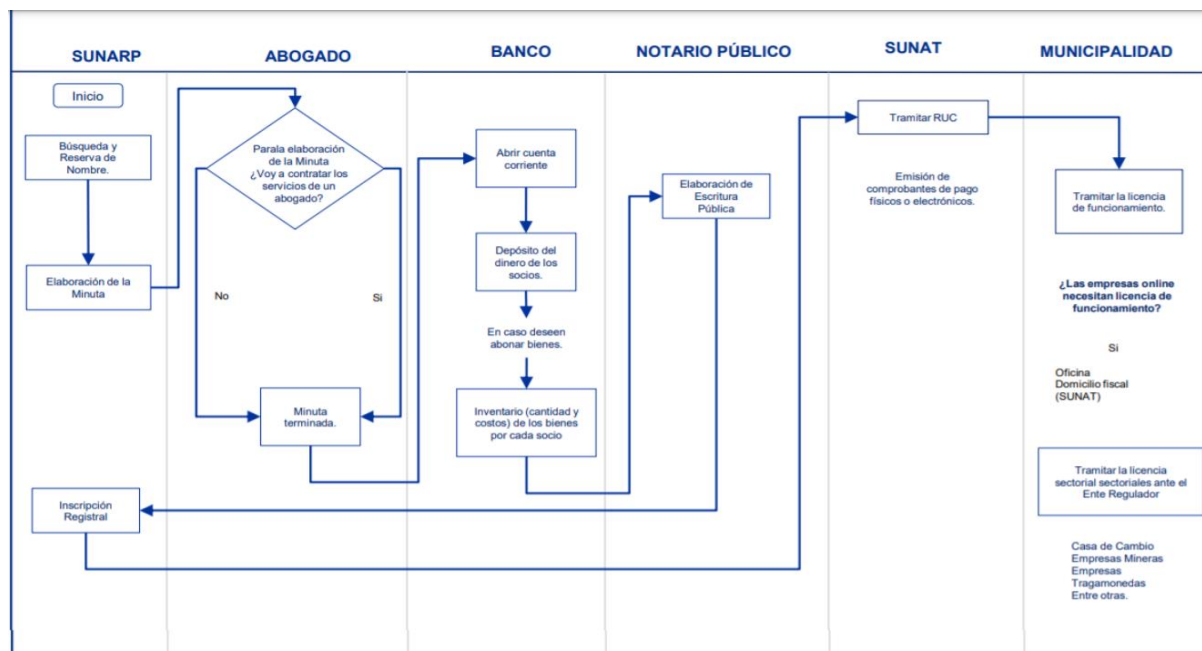 SUNARP
ABOGADO
BANCO
NOTARIO PÚBLICO
SUNAT
MUNICIPALIDAD
Inicio
Búsqueda y
Reserva de
Nombre.
Elaboración de la
Minuta
Inscripción
Registral
Parala elaboración
de la Minuta
¿Voy a contratar los
servicios de un
abogado?
No
Si
Minuta
terminada.
Abrir cuenta
corriente
Depósito del
dinero de los
socios.
En caso deseen
abonar bienes.
Inventario (cantidad y
costos) de los bienes
por cada socio
Elaboración de
Escritura
Pública
Tramitar RUC
Emisión de
comprobantes de pago
físicos o electrónicos.
Tramitar la licencia
de funcionamiento.
¿Las empresas online
necesitan licencia de
funcionamiento?
Si
Oficina
Domicilio fiscal
(SUNAT)
Tramitar la licencia
sectorial sectoriales ante el
Ente Regulador
Casa de Cambio
Empresas Mineras
Empresas
Tragamonedas
Entre otras.